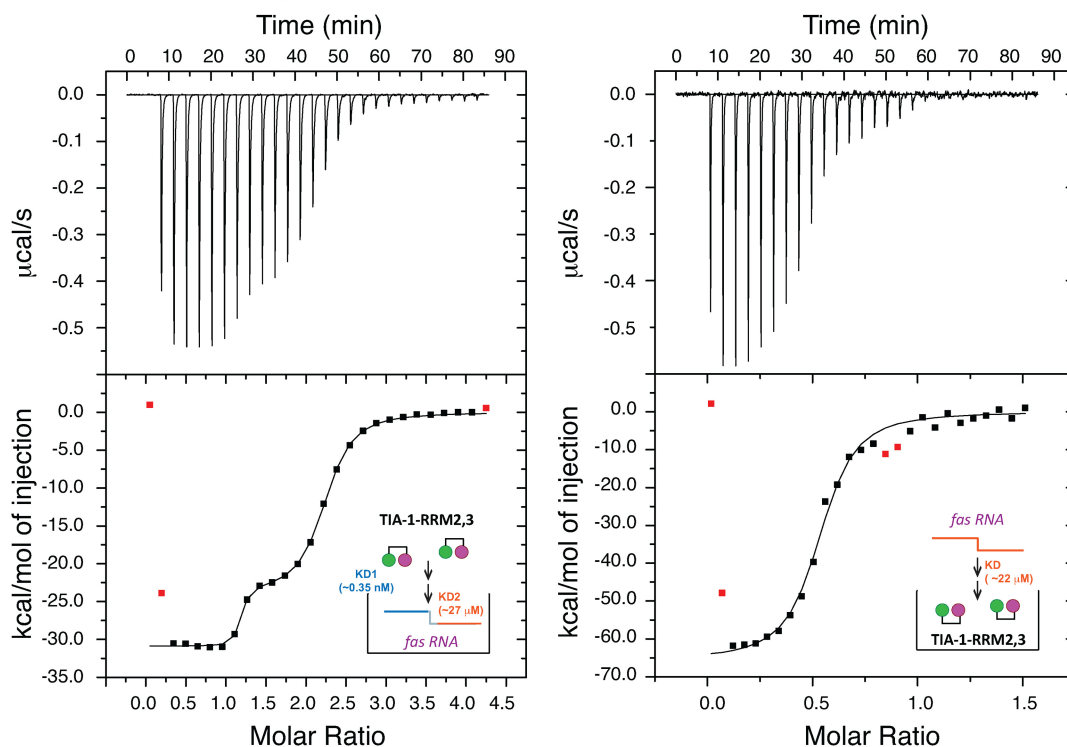 Time (min)
0 10 20 30 40 50 60 70 80 90
0.0
-0.1
-0.2
-0.3
-0.4
-0.5
µcal/s
0.0
-5.0
-10.0
-15.0
-20.0
-25.0
-30.0
-35.0
kcal/mol of injection
TIA-1-RRM2,3
KD1
(~0.35 nM)
KD2
(~27 µM)
fas RNA
0.0 0.5 1.0 1.5 2.0 2.5 3.0 3.5 4.0 4.5
Molar Ratio
Time (min)
0 10 20 30 40 50 60 70 80 90
0.0
-0.1
-0.2
-0.3
-0.4
-0.5
µcal/s
0.0
-10.0
-20.0
-30.0
-40.0
-50.0
-60.0
-70.0
kcal/mol of injection
fas RNA
KD
( ~22 µM)
TIA-1-RRM2,3
0.0 0.5 1.0 1.5
Molar Ratio